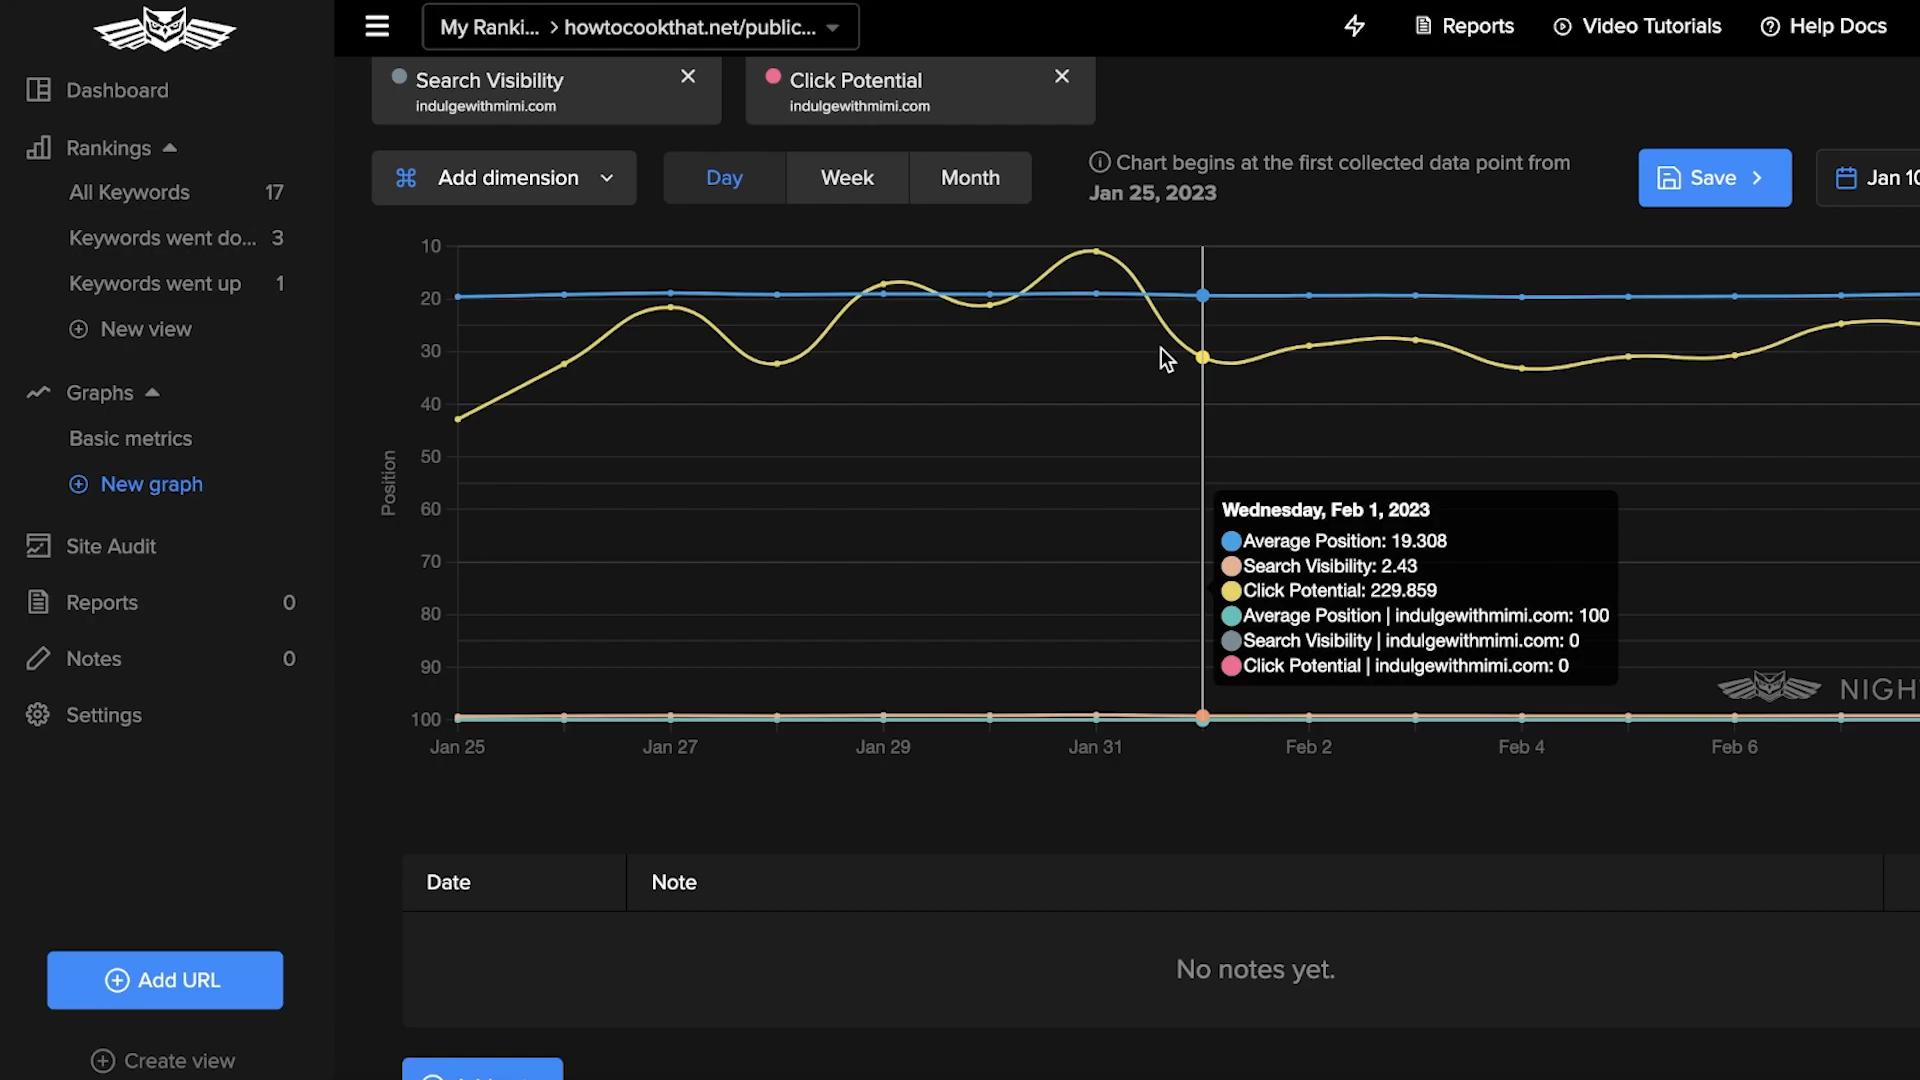 My Ranki... > howtocookthat.net/public...
Reports
Video Tutorials
Help Docs
Dashboard
Rankings
All Keywords 17
Keywords went do... 3
Keywords went up 1
New view
Graphs
Basic metrics
New graph
Site Audit
Reports 0
Notes 0
Settings
Add URL
Create view
Search Visibility
indulgewithmimi.com
Click Potential
indulgewithmimi.com
Add dimension
Day
Week
Month
Chart begins at the first collected data point from
Jan 25, 2023
Save
Jan 10
Position
10
20
30
40
50
60
70
80
90
100
Jan 25
Jan 27
Jan 29
Jan 31
Feb 2
Feb 4
Feb 6
Wednesday, Feb 1, 2023
Average Position: 19.308
Search Visibility: 2.43
Click Potential: 229.859
Average Position | indulgewithmimi.com: 100
Search Visibility | indulgewithmimi.com: 0
Click Potential | indulgewithmimi.com: 0
NIGH
Date
Note
No notes yet.